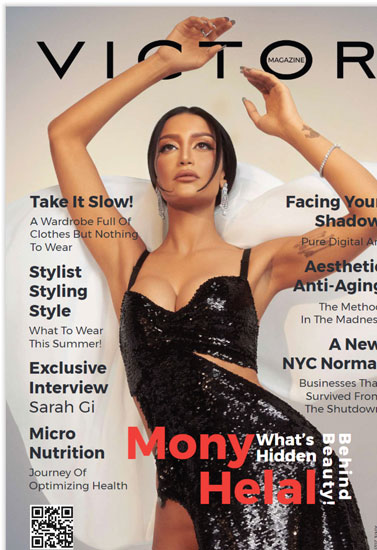 VICTOR
MAGAZINE
Take It Slow!
A Wardrobe Full Of
Clothes But Nothing
To Wear
Stylist
Styling
Style
What To Wear
This Summer!
Exclusive
Interview
Sarah Gi
Micro
Nutrition
Journey Of
Optimizing Health
Facing Your
Shadow
Pure Digital Ar
Aesthetic
Anti-Aging
The Method
In The Madnes
A New
NYC Norma
Businesses Tha
Survived From
The Shutdown
Mony
Helal
What's
Hidden
Behind
Beauty!